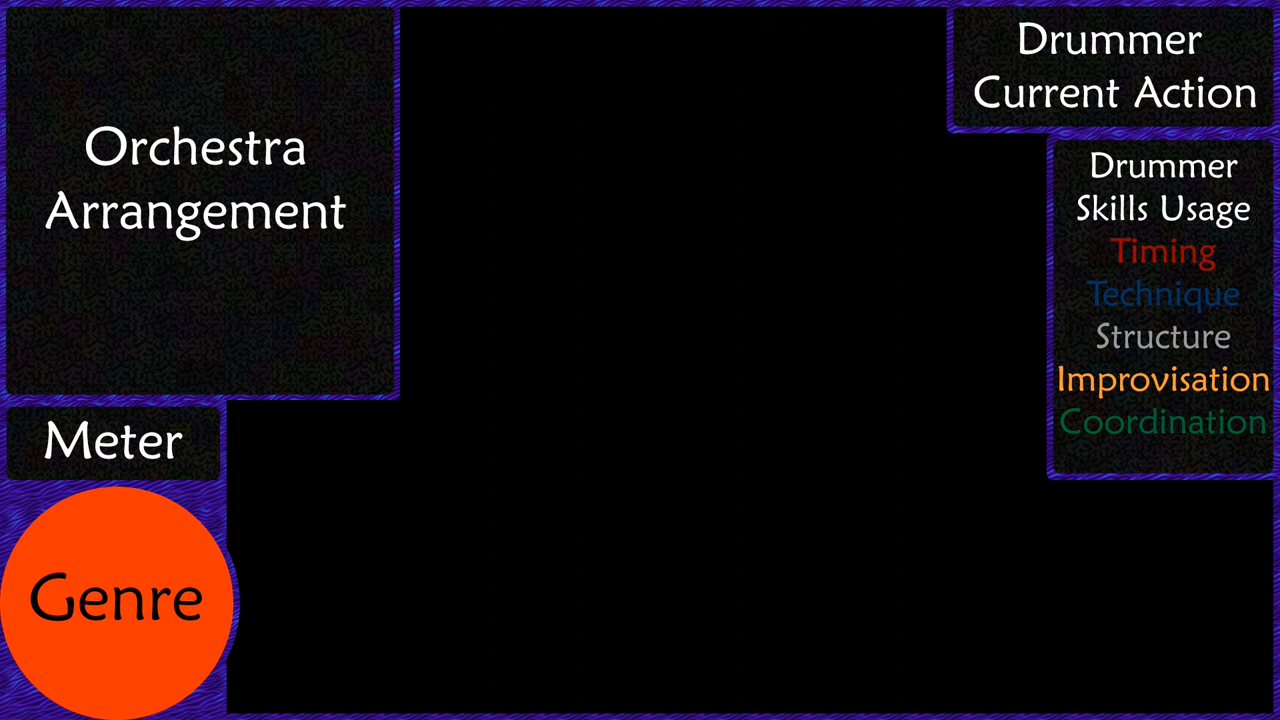 Orchestra
Arrangement
Meter
Genre
Drummer
Current Action
Drummer
Skills Usage
Timing
Technique
Structure
Improvisation
Coordination